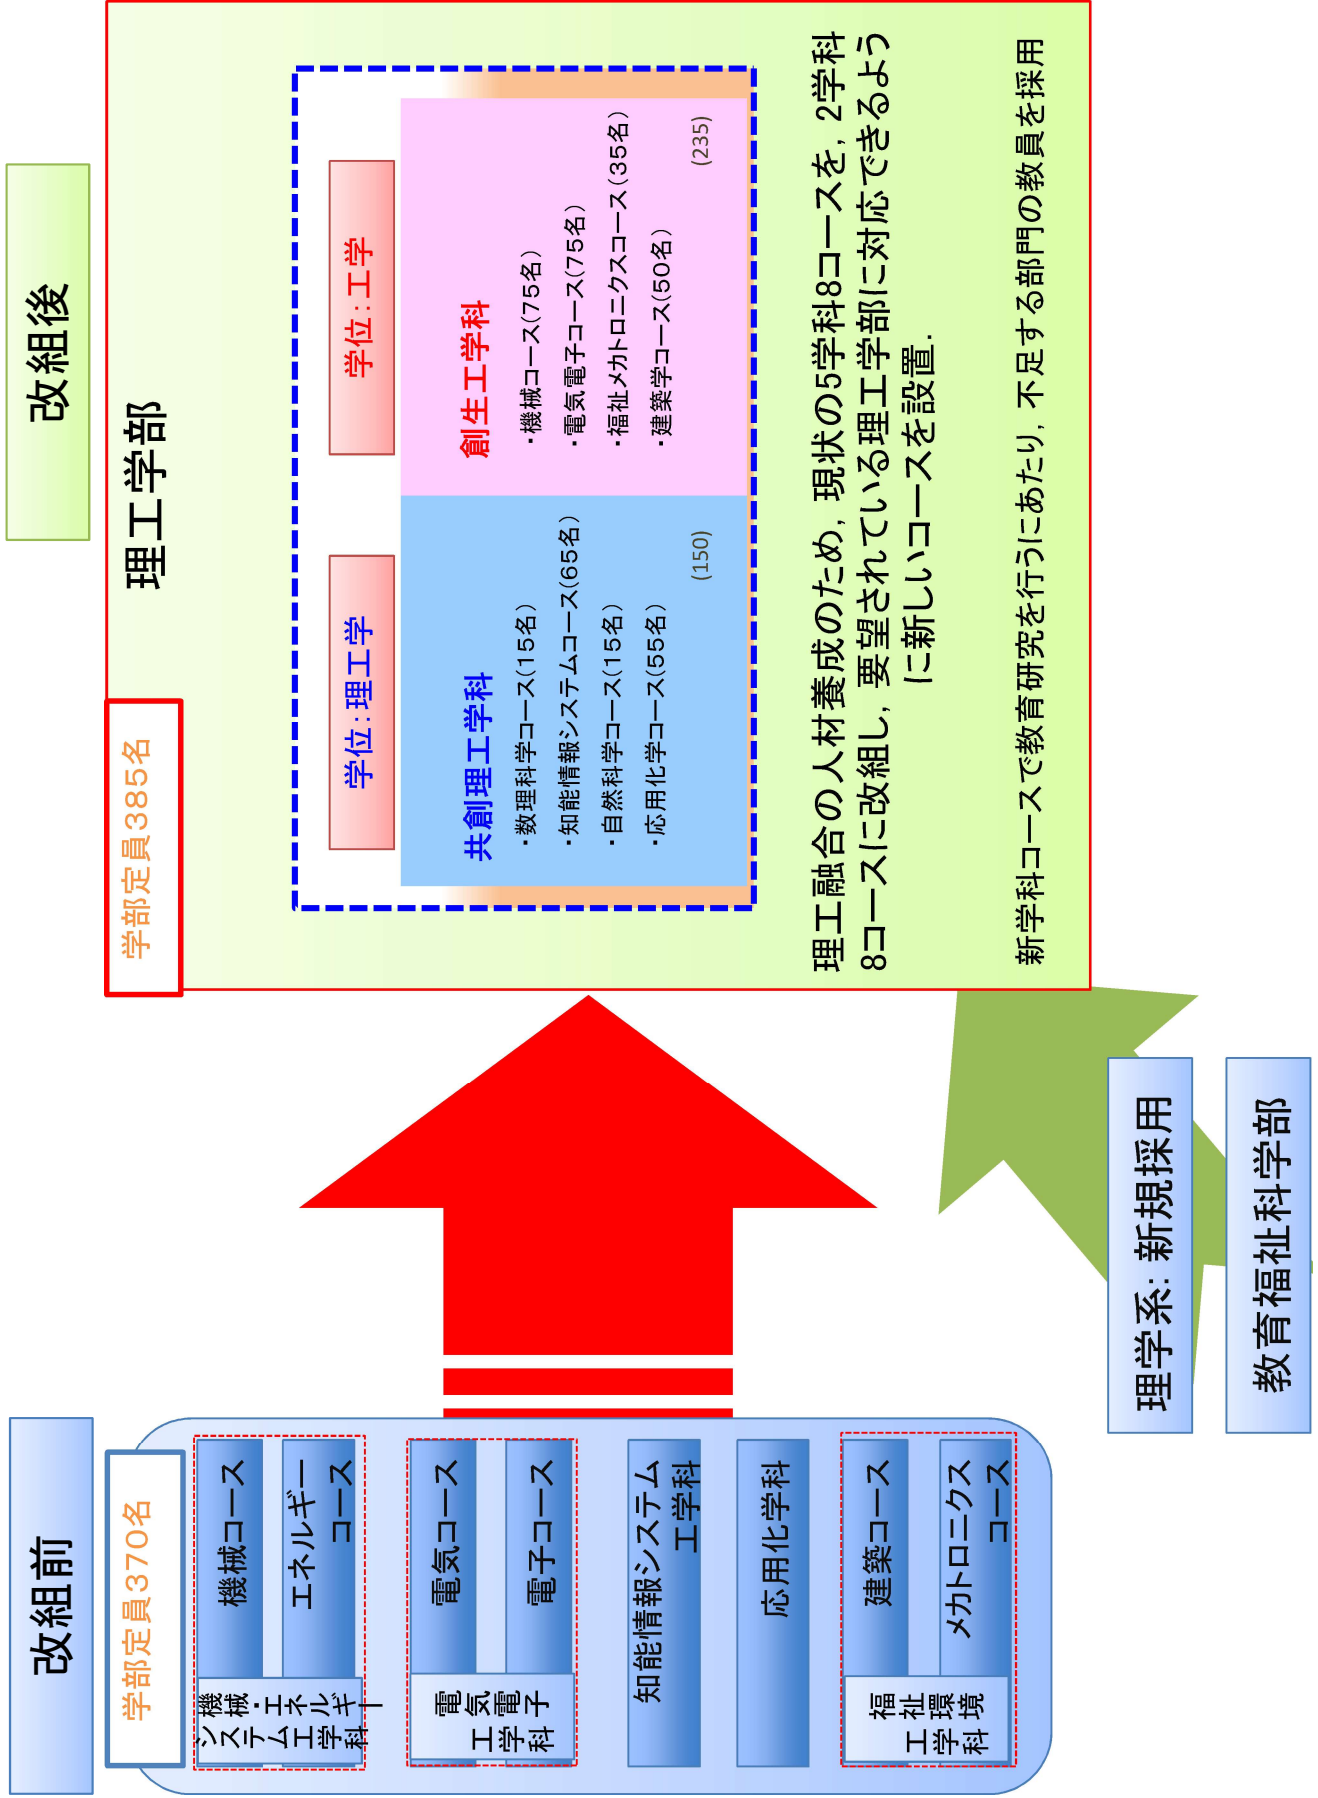 改組前
学部定員370名
機械・エネルギー
システム工学科
機械コース
エネルギー
コース
電気電子
工学科
電気コース
電子コース
知能情報システム
工学科
応用化学科
福祉環境
工学科
建築コース
メカトロニクス
コース
理学系: 新規採用
教育福祉科学部
改組後
学部定員385名
理工学部
学位:理工学
共創理工学科
・数理科学コース(15名)
・知能情報システムコース(65名)
・自然科学コース(15名)
・応用化学コース(55名)
(150)
学位:工学
創生工学科
・機械コース(75名)
・電気電子コース(75名)
・福祉メカトロニクスコース(35名)
・建築学コース(50名)
(235)
理工融合の人材養成のため, 現状の5学科8コースを, 2学科
8コースに改組し, 要望されている理工学部に対応できるよう
に新しいコースを設置.
新学科コースで教育研究を行うにあたり, 不足する部門の教員を採用